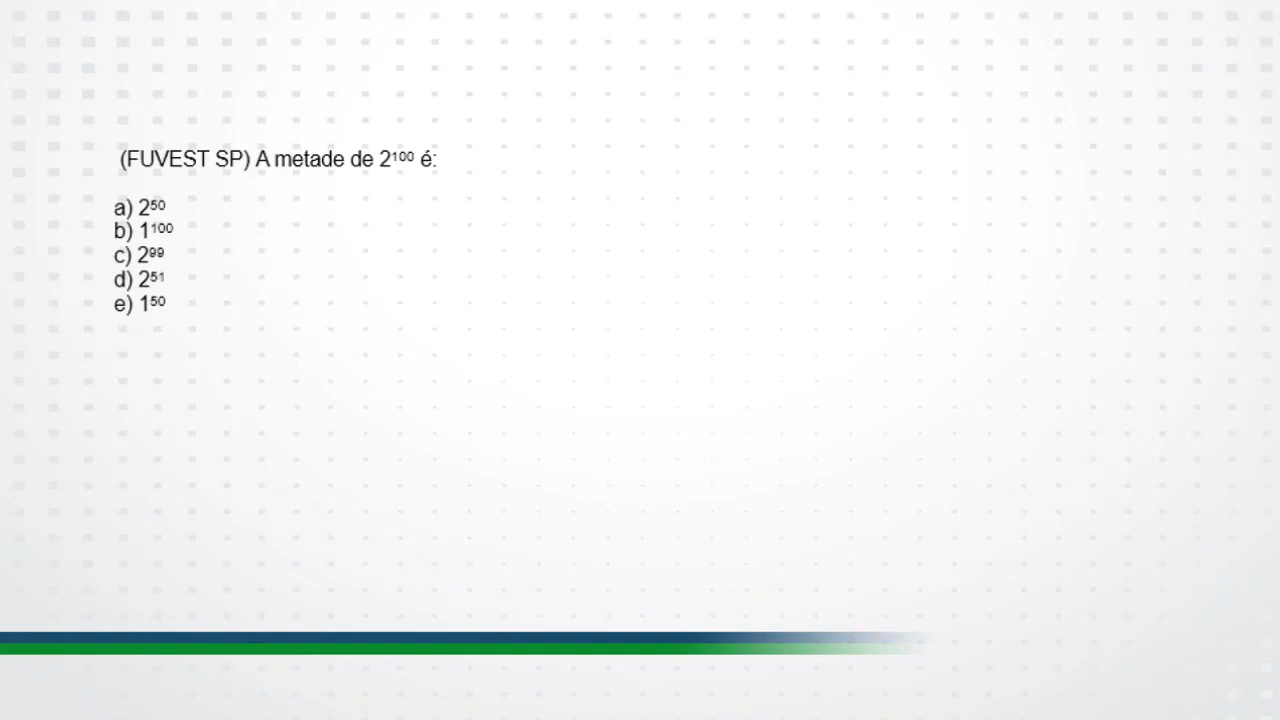 (FUVEST SP) A metade de 2¹⁰⁰ é:
a) 2⁵⁰
b) 1¹⁰⁰
c) 2⁹⁹
d) 2⁵¹
e) 1⁵⁰